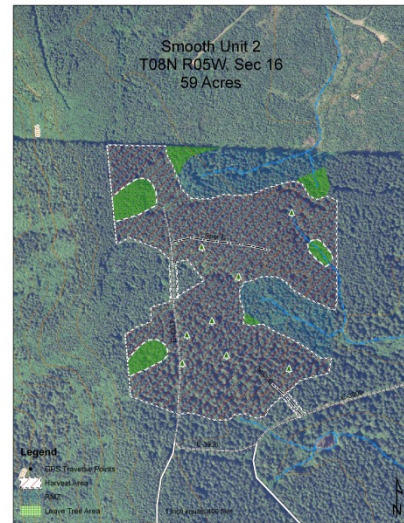 Smooth Unit 2
T08N R05W, Sec 16
59 Acres
Legend
GPS Traverse Points
Harvest Area
RMZ
Leave Tree Area
N